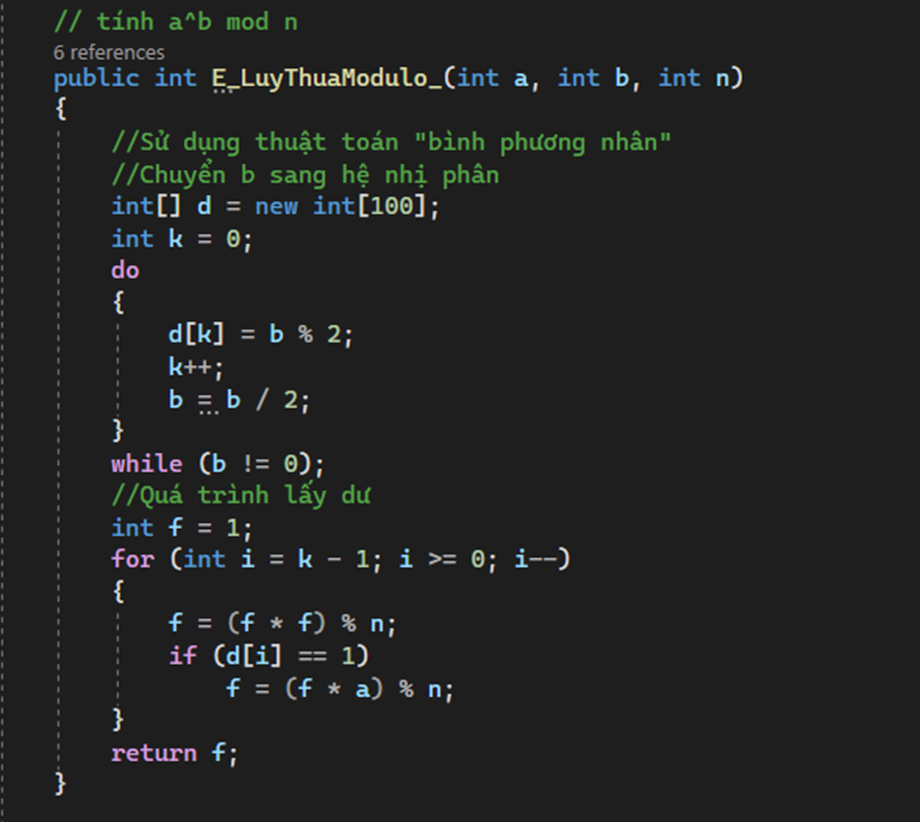 // tính a^b mod n
6 references
public int E_LuyThuaModulo_(int a, int b, int n)
{
//Sử dụng thuật toán "bình phương nhân"
//Chuyển b sang hệ nhị phân
int[] d = new int[100];
int k = 0;
do
{
d[k] = b % 2;
k++;
b = b / 2;
}
while (b != 0);
//Quá trình lấy dư
int f = 1;
for (int i = k - 1; i >= 0; i--)
{
f = (f * f) % n;
if (d[i] == 1)
f = (f * a) % n;
}
return f;
}